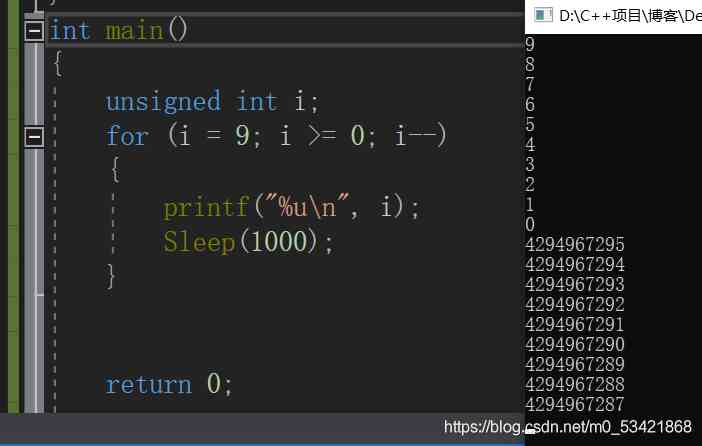 int main()
{
unsigned int i;
for (i = 9; i >= 0; i--)
{
printf("%u\n", i);
Sleep(1000);
}
return 0;
D:\C++项目\博客\De
9
8
7
6
5
4
3
2
1
0
4294967295
4294967294
4294967293
4294967292
4294967291
4294967290
4294967289
4294967288
4294967287
https://blog.csdn.net/m0_53421868